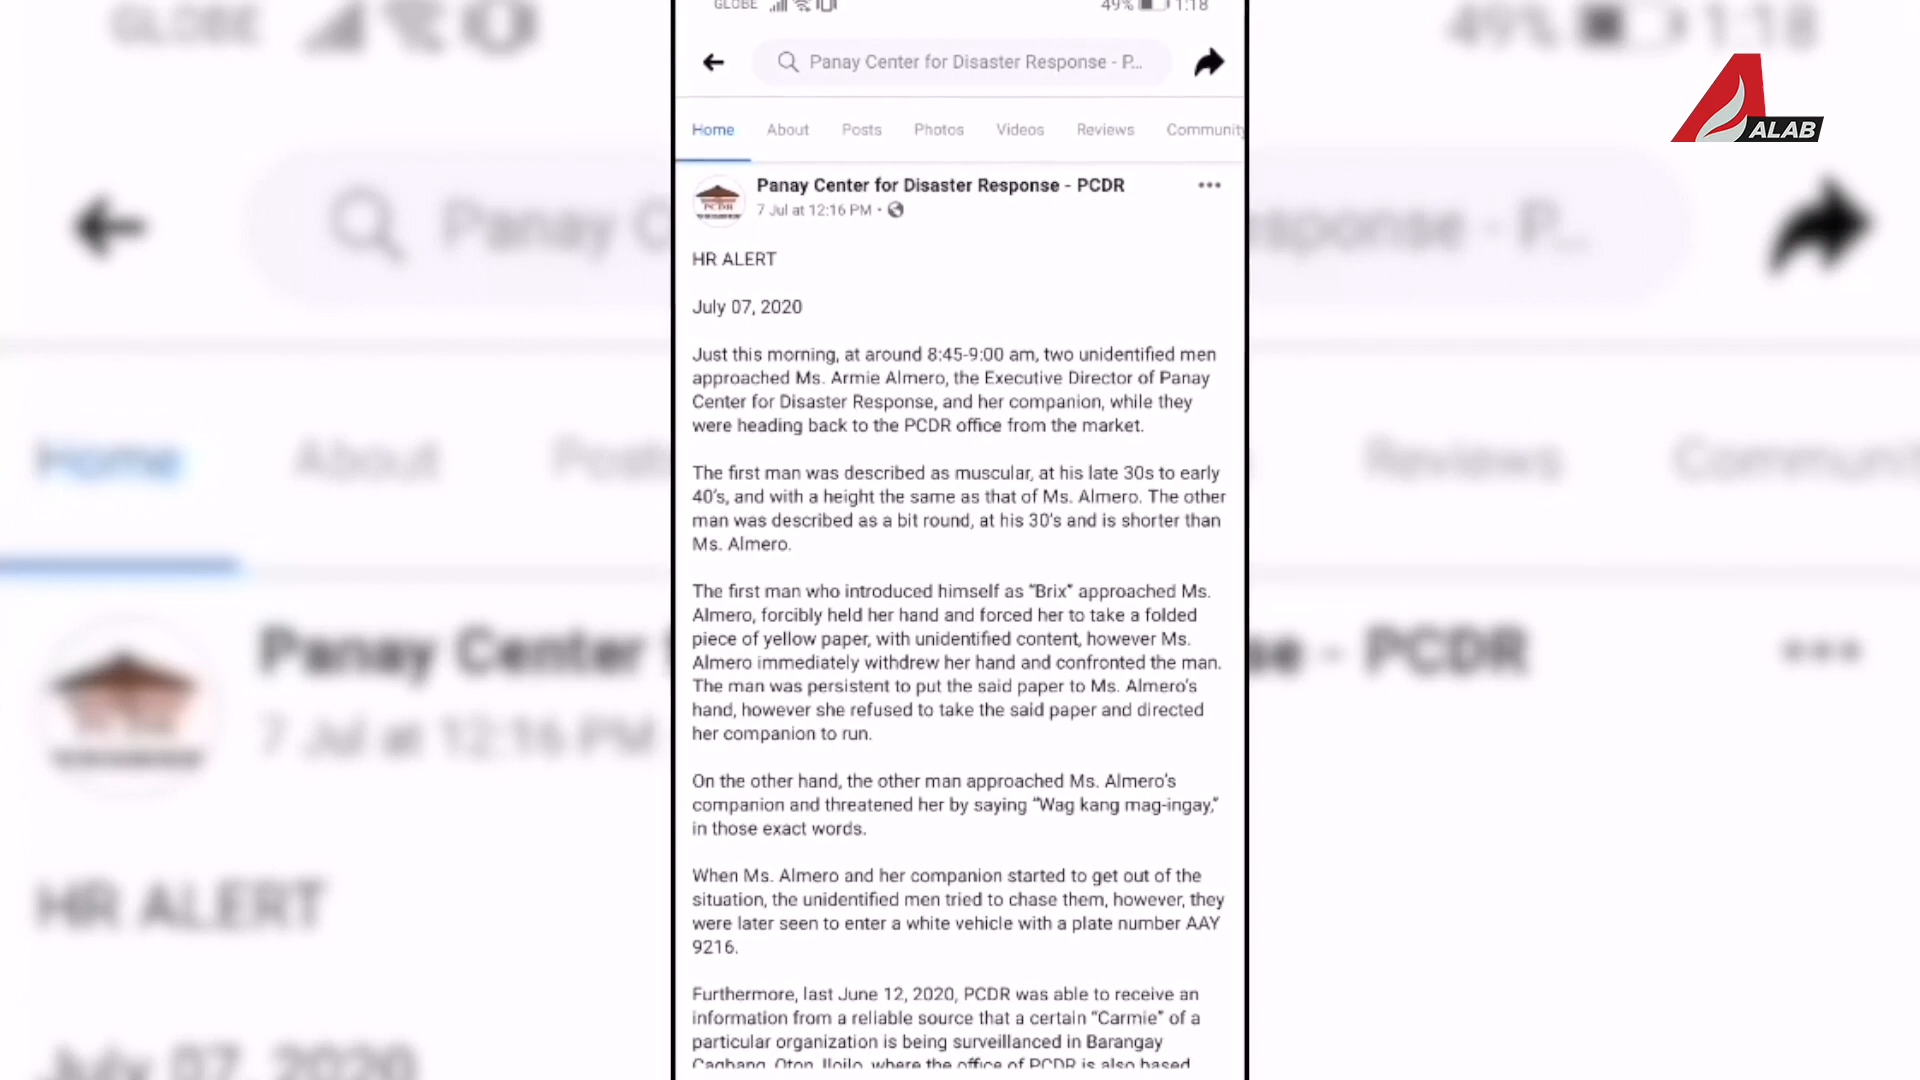 GLOBE 49% 1:18
Panay Center for Disaster Response - P...
ALAB
Home About Posts Photos Videos Reviews Community
Panay Center for Disaster Response - PCDR
7 Jul at 12:16 PM ·
HR ALERT
July 07, 2020
Just this morning, at around 8:45-9:00 am, two unidentified men
approached Ms. Armie Almero, the Executive Director of Panay
Center for Disaster Response, and her companion, while they
were heading back to the PCDR office from the market.
The first man was described as muscular, at his late 30s to early
40's, and with a height the same as that of Ms. Almero. The other
man was described as a bit round, at his 30's and is shorter than
Ms. Almero.
The first man who introduced himself as "Brix" approached Ms.
Almero, forcibly held her hand and forced her to take a folded
piece of yellow paper, with unidentified content, however Ms.
Almero immediately withdrew her hand and confronted the man.
The man was persistent to put the said paper to Ms. Almero's
hand, however she refused to take the said paper and directed
her companion to run.
On the other hand, the other man approached Ms. Almero's
companion and threatened her by saying "Wag kang mag-ingay,"
in those exact words.
When Ms. Almero and her companion started to get out of the
situation, the unidentified men tried to chase them, however, they
were later seen to enter a white vehicle with a plate number AAY
9216.
Furthermore, last June 12, 2020, PCDR was able to receive an
information from a reliable source that a certain "Carmie" of a
particular organization is being surveillanced in Barangay
Cagbang, Oton, Iloilo, where the office of PCDR is also based